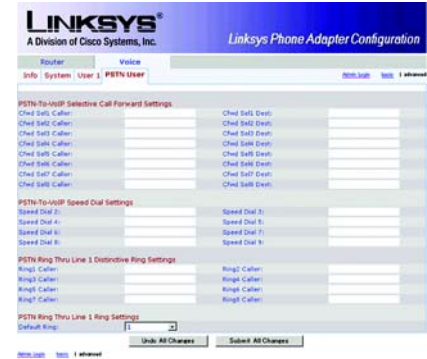 LINKSYS®
A Division of Cisco Systems, Inc.
Linksys Phone Adapter Configuration
Router Voice
Info System User 1 PSTN User Admin Login basic | advanced
PSTN-To-VoIP Selective Call Forward Settings
Cfwd Sel1 Caller: Cfwd Sel1 Dest:
Cfwd Sel2 Caller: Cfwd Sel2 Dest:
Cfwd Sel3 Caller: Cfwd Sel3 Dest:
Cfwd Sel4 Caller: Cfwd Sel4 Dest:
Cfwd Sel5 Caller: Cfwd Sel5 Dest:
Cfwd Sel6 Caller: Cfwd Sel6 Dest:
Cfwd Sel7 Caller: Cfwd Sel7 Dest:
Cfwd Sel8 Caller: Cfwd Sel8 Dest:
PSTN-To-VoIP Speed Dial Settings
Speed Dial 2: Speed Dial 3:
Speed Dial 4: Speed Dial 5:
Speed Dial 6: Speed Dial 7:
Speed Dial 8: Speed Dial 9:
PSTN Ring Thru Line 1 Distinctive Ring Settings
Ring1 Caller: Ring2 Caller:
Ring3 Caller: Ring4 Caller:
Ring5 Caller: Ring6 Caller:
Ring7 Caller: Ring8 Caller:
PSTN Ring Thru Line 1 Ring Settings
Default Ring: 1
Undo All Changes Submit All Changes
Admin Login basic | advanced